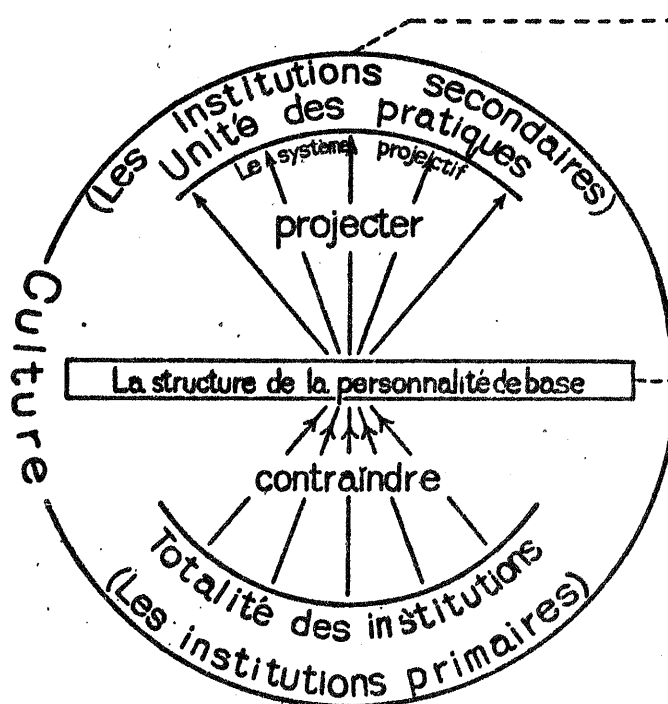 (Les institutions secondaires)
Unité des pratiques
Le système projectif
projecter
Culture
La structure de la personnalité de base
contraindre
Totalité des institutions
(Les institutions primaires)